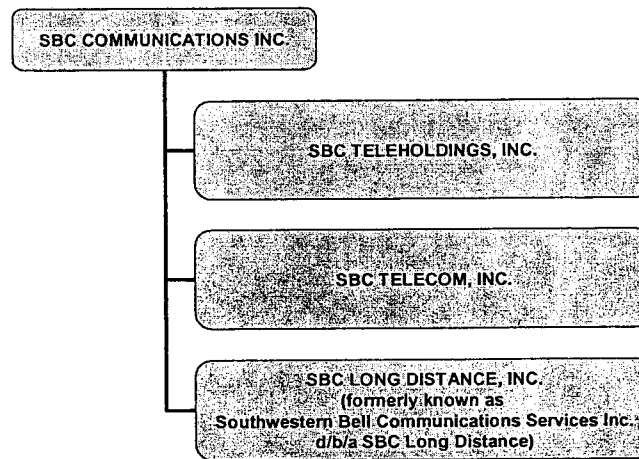 SBC COMMUNICATIONS INC.
SBC TELEHOLDINGS, INC.
SBC TELECOM, INC.
SBC LONG DISTANCE, INC.
(formerly known as
Southwestern Bell Communications Services Inc.-
d/b/a SBC Long Distance)